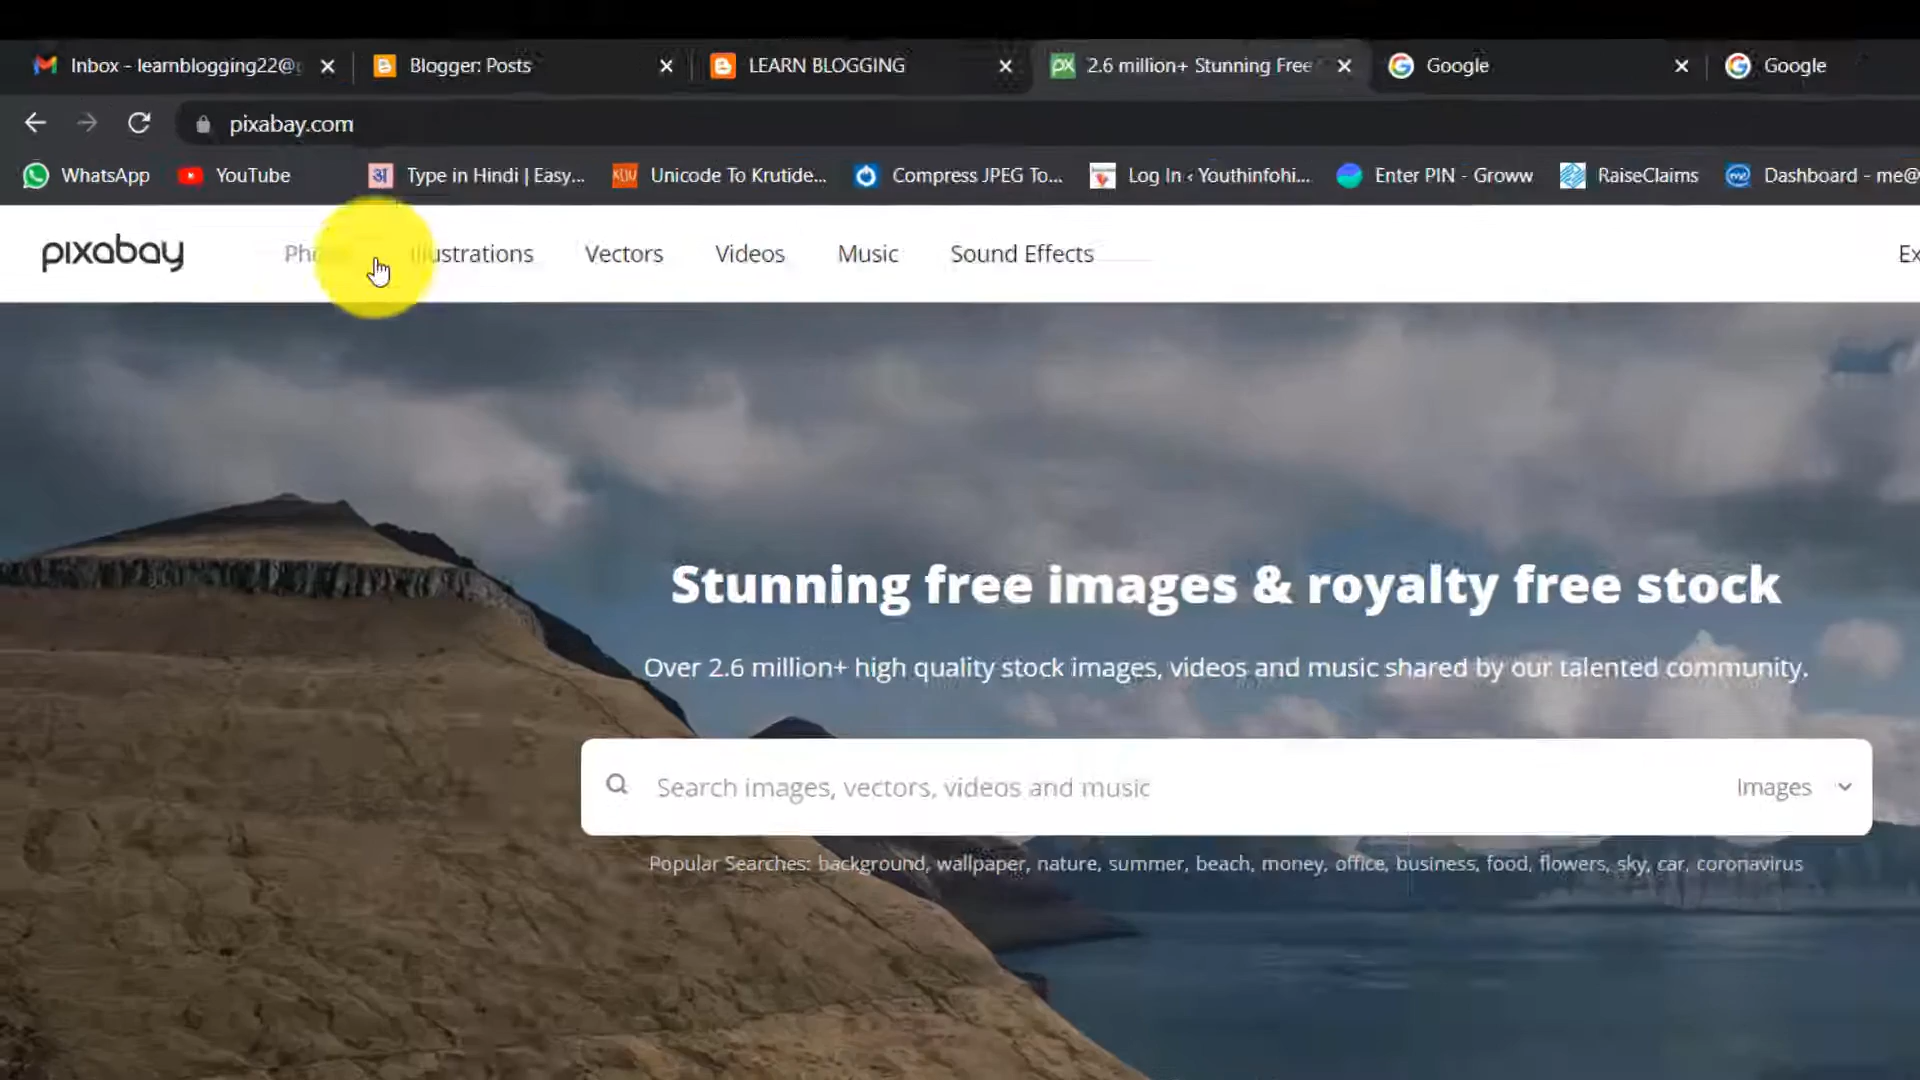 Inbox - learnblogging22@
Blogger: Posts
LEARN BLOGGING
px
2.6 million+ Stunning Free
Google
Google
pixabay.com
WhatsApp
YouTube
अ
Type in Hindi | Easy...
Unicode To Krutide...
Compress JPEG To...
Log In ‹ Youthinfohi...
Enter PIN - Groww
RaiseClaims
Dashboard - me@
pixabay
Illustrations
Vectors
Videos
Music
Sound Effects
Ex
Stunning free images & royalty free stock
Over 2.6 million+ high quality stock images, videos and music shared by our talented community.
Search images, vectors, videos and music
Images
Popular Searches: background, wallpaper, nature, summer, beach, money, office, business, food, flowers, sky, car, coronavirus